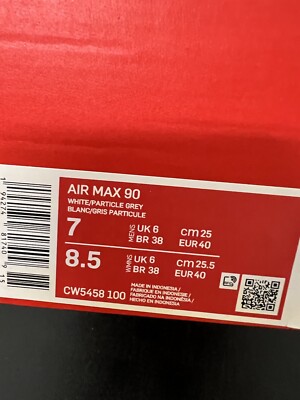 AIR MAX 90
WHITE/PARTICLE GREY
BLANC/GRIS PARTICULE
7 MENS UK 6 cm 25
BR 38 EUR 40
8.5 WMNS UK 6 cm 25.5
BR 38 EUR 40
CW5458 100
MADE IN INDONESIA/
FABRIQUE EN INDONÉSIE/
FABRICADO NA INDONÉSIA/
HECHO EN INDONESIA